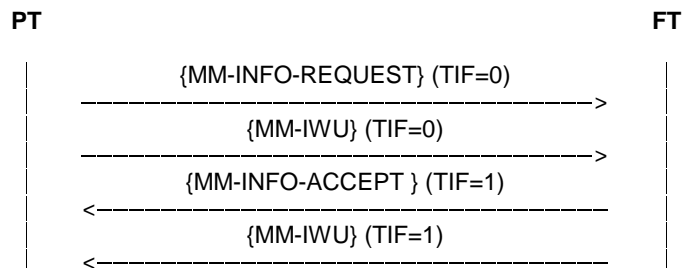 PT FT
{MM-INFO-REQUEST} (TIF=0)
{MM-IWU} (TIF=0)
{MM-INFO-ACCEPT } (TIF=1)
{MM-IWU} (TIF=1)